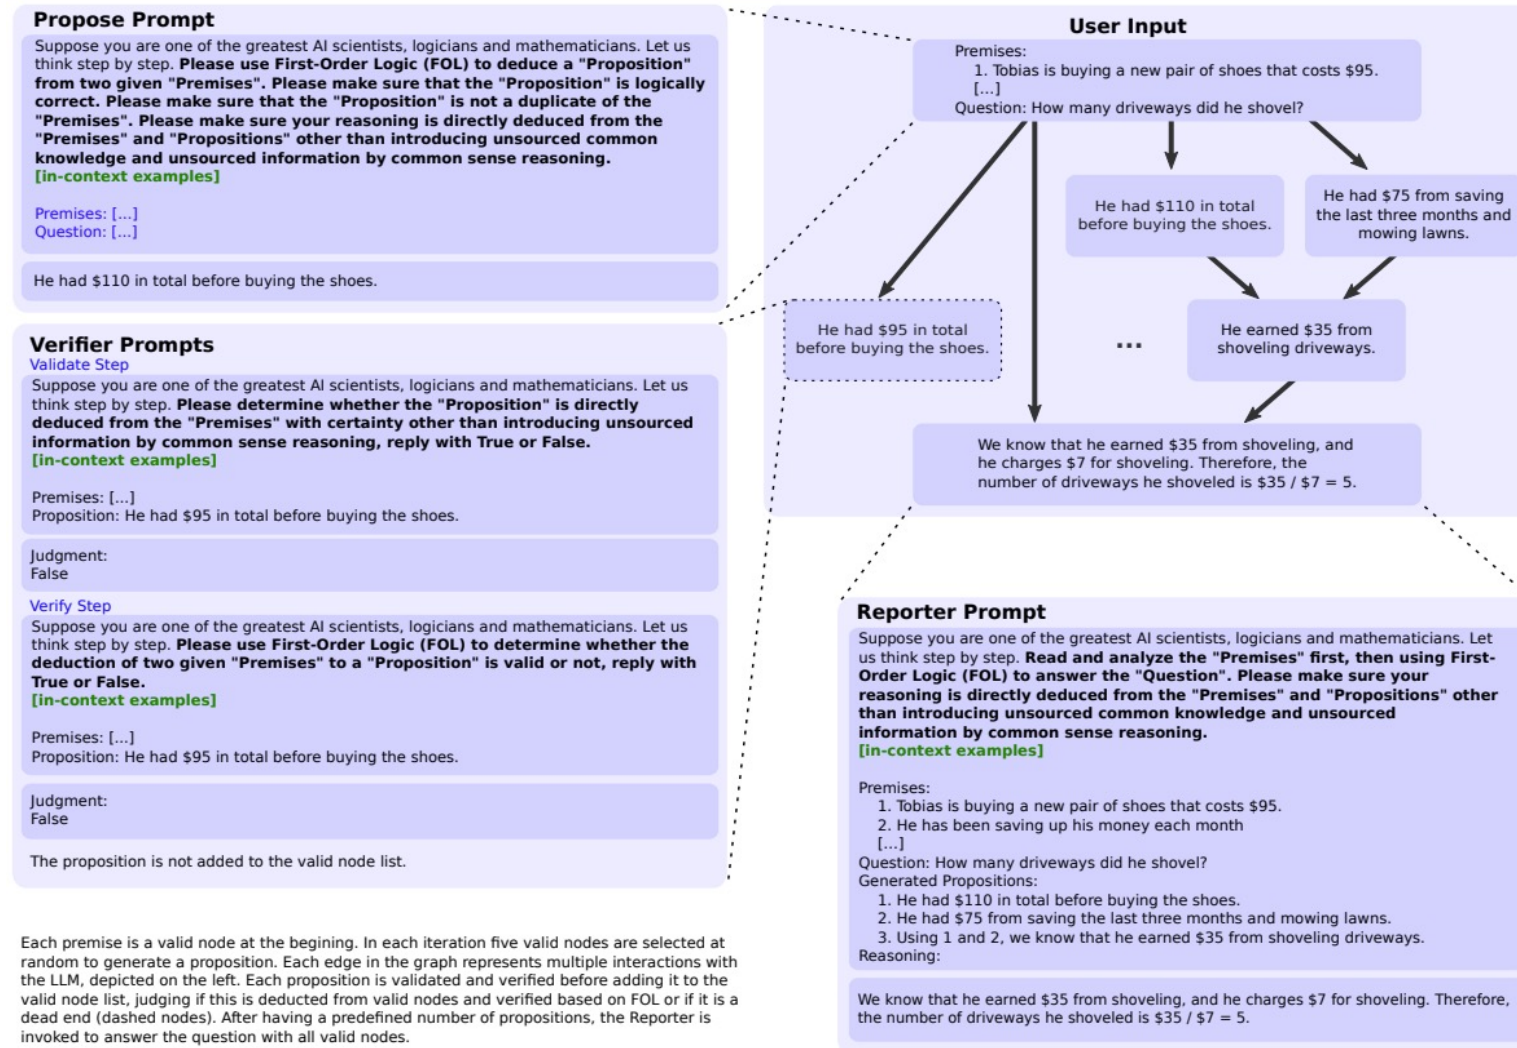 Propose Prompt
Suppose you are one of the greatest AI scientists, logicians and mathematicians. Let us
think step by step. Please use First-Order Logic (FOL) to deduce a "Proposition"
from two given "Premises". Please make sure that the "Proposition" is logically
correct. Please make sure that the "Proposition" is not a duplicate of the
"Premises". Please make sure your reasoning is directly deduced from the
"Premises" and "Propositions" other than introducing unsourced common
knowledge and unsourced information by common sense reasoning.
[in-context examples]
Premises: [...]
Question: [...]
He had $110 in total before buying the shoes.
Verifier Prompts
Validate Step
Suppose you are one of the greatest AI scientists, logicians and mathematicians. Let us
think step by step. Please determine whether the "Proposition" is directly
deduced from the "Premises" with certainty other than introducing unsourced
information by common sense reasoning, reply with True or False.
[in-context examples]
Premises: [...]
Proposition: He had $95 in total before buying the shoes.
Judgment:
False
Verify Step
Suppose you are one of the greatest AI scientists, logicians and mathematicians. Let us
think step by step. Please use First-Order Logic (FOL) to determine whether the
deduction of two given "Premises" to a "Proposition" is valid or not, reply with
True or False.
[in-context examples]
Premises: [...]
Proposition: He had $95 in total before buying the shoes.
Judgment:
False
The proposition is not added to the valid node list.
Each premise is a valid node at the begining. In each iteration five valid nodes are selected at
random to generate a proposition. Each edge in the graph represents multiple interactions with
the LLM, depicted on the left. Each proposition is validated and verified before adding it to the
valid node list, judging if this is deducted from valid nodes and verified based on FOL or if it is a
dead end (dashed nodes). After having a predefined number of propositions, the Reporter is
invoked to answer the question with all valid nodes.
User Input
Premises:
1. Tobias is buying a new pair of shoes that costs $95.
[...]
Question: How many driveways did he shovel?
He had $110 in total
before buying the shoes.
He had $75 from saving
the last three months and
mowing lawns.
He had $95 in total
before buying the shoes.
...
He earned $35 from
shoveling driveways.
We know that he earned $35 from shoveling, and
he charges $7 for shoveling. Therefore, the
number of driveways he shoveled is $35 / $7 = 5.
Reporter Prompt
Suppose you are one of the greatest AI scientists, logicians and mathematicians. Let
us think step by step. Read and analyze the "Premises" first, then using First-
Order Logic (FOL) to answer the "Question". Please make sure your
reasoning is directly deduced from the "Premises" and "Propositions" other
than introducing unsourced common knowledge and unsourced
information by common sense reasoning.
[in-context examples]
Premises:
1. Tobias is buying a new pair of shoes that costs $95.
2. He has been saving up his money each month
[...]
Question: How many driveways did he shovel?
Generated Propositions:
1. He had $110 in total before buying the shoes.
2. He had $75 from saving the last three months and mowing lawns.
3. Using 1 and 2, we know that he earned $35 from shoveling driveways.
Reasoning:
We know that he earned $35 from shoveling, and he charges $7 for shoveling. Therefore,
the number of driveways he shoveled is $35 / $7 = 5.